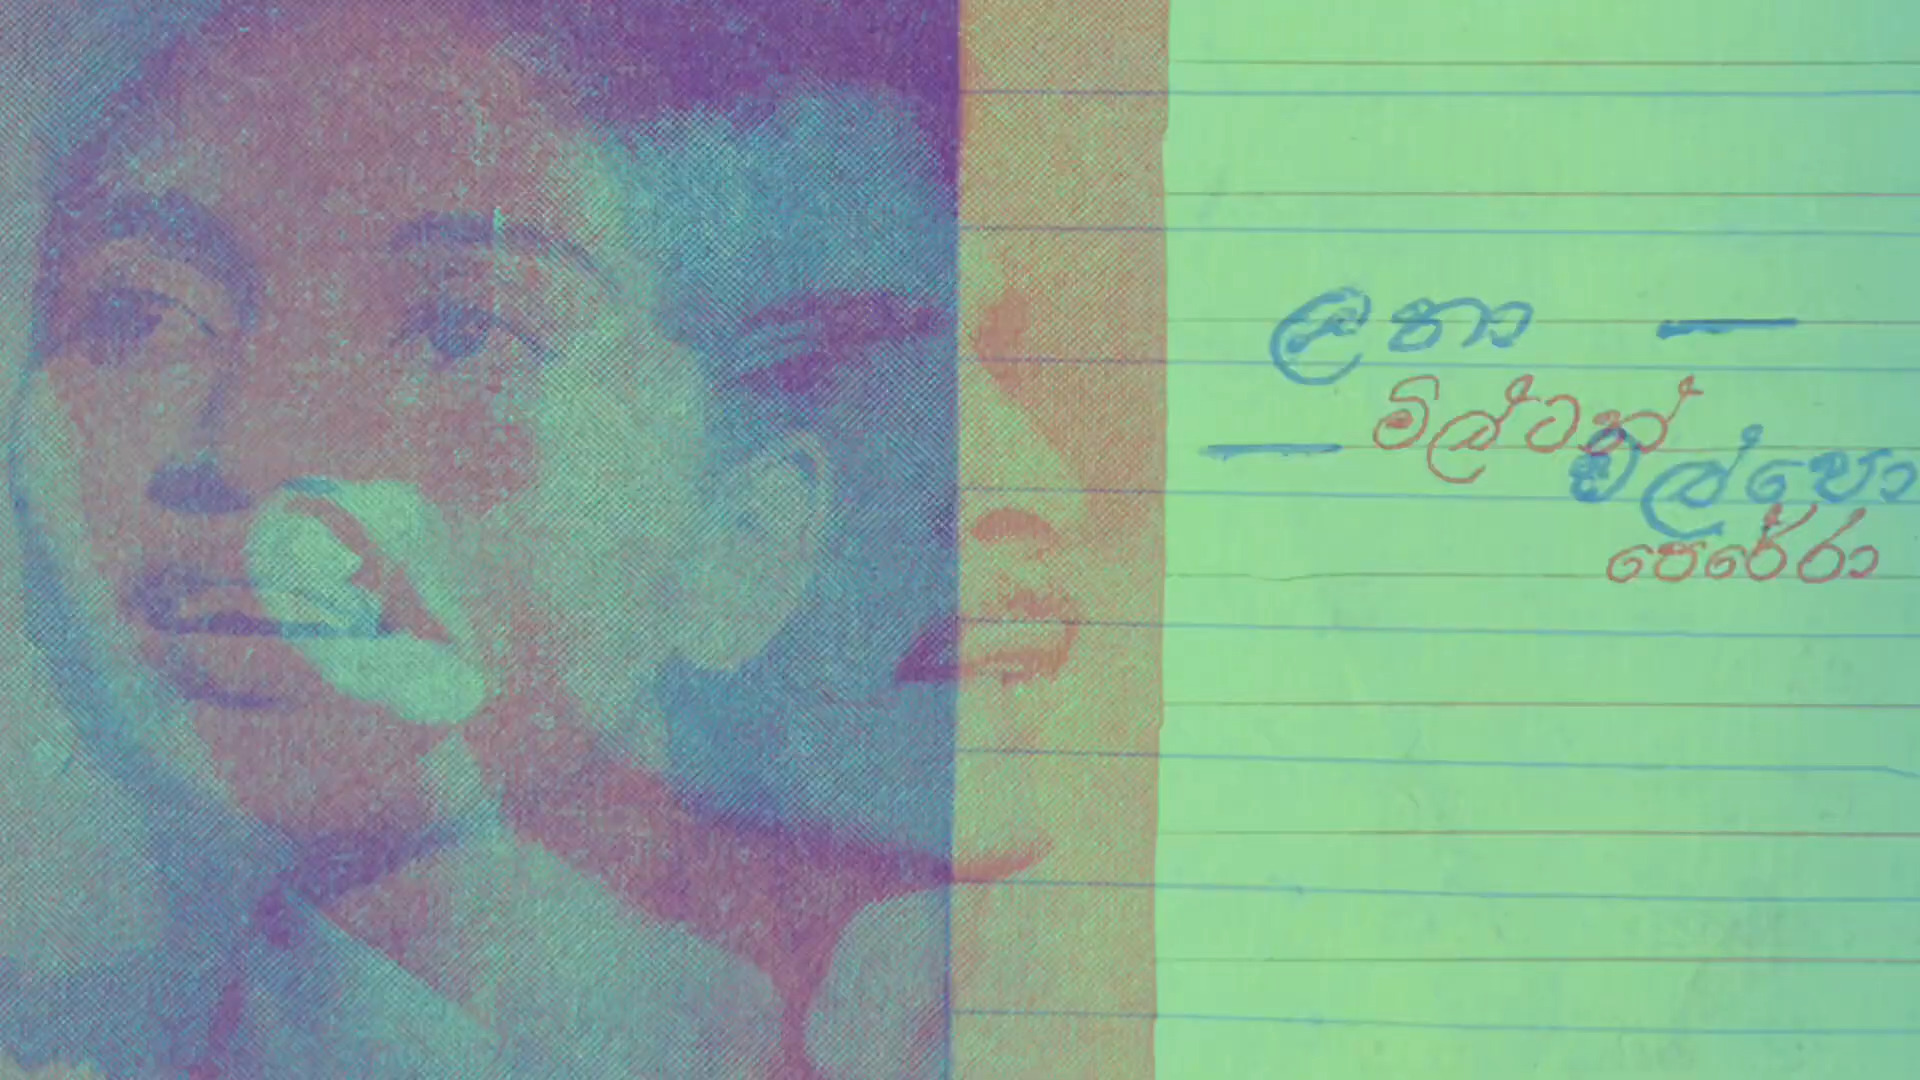 ලතා —
මිල්ටන්
— වල්පො
පෙරේරා